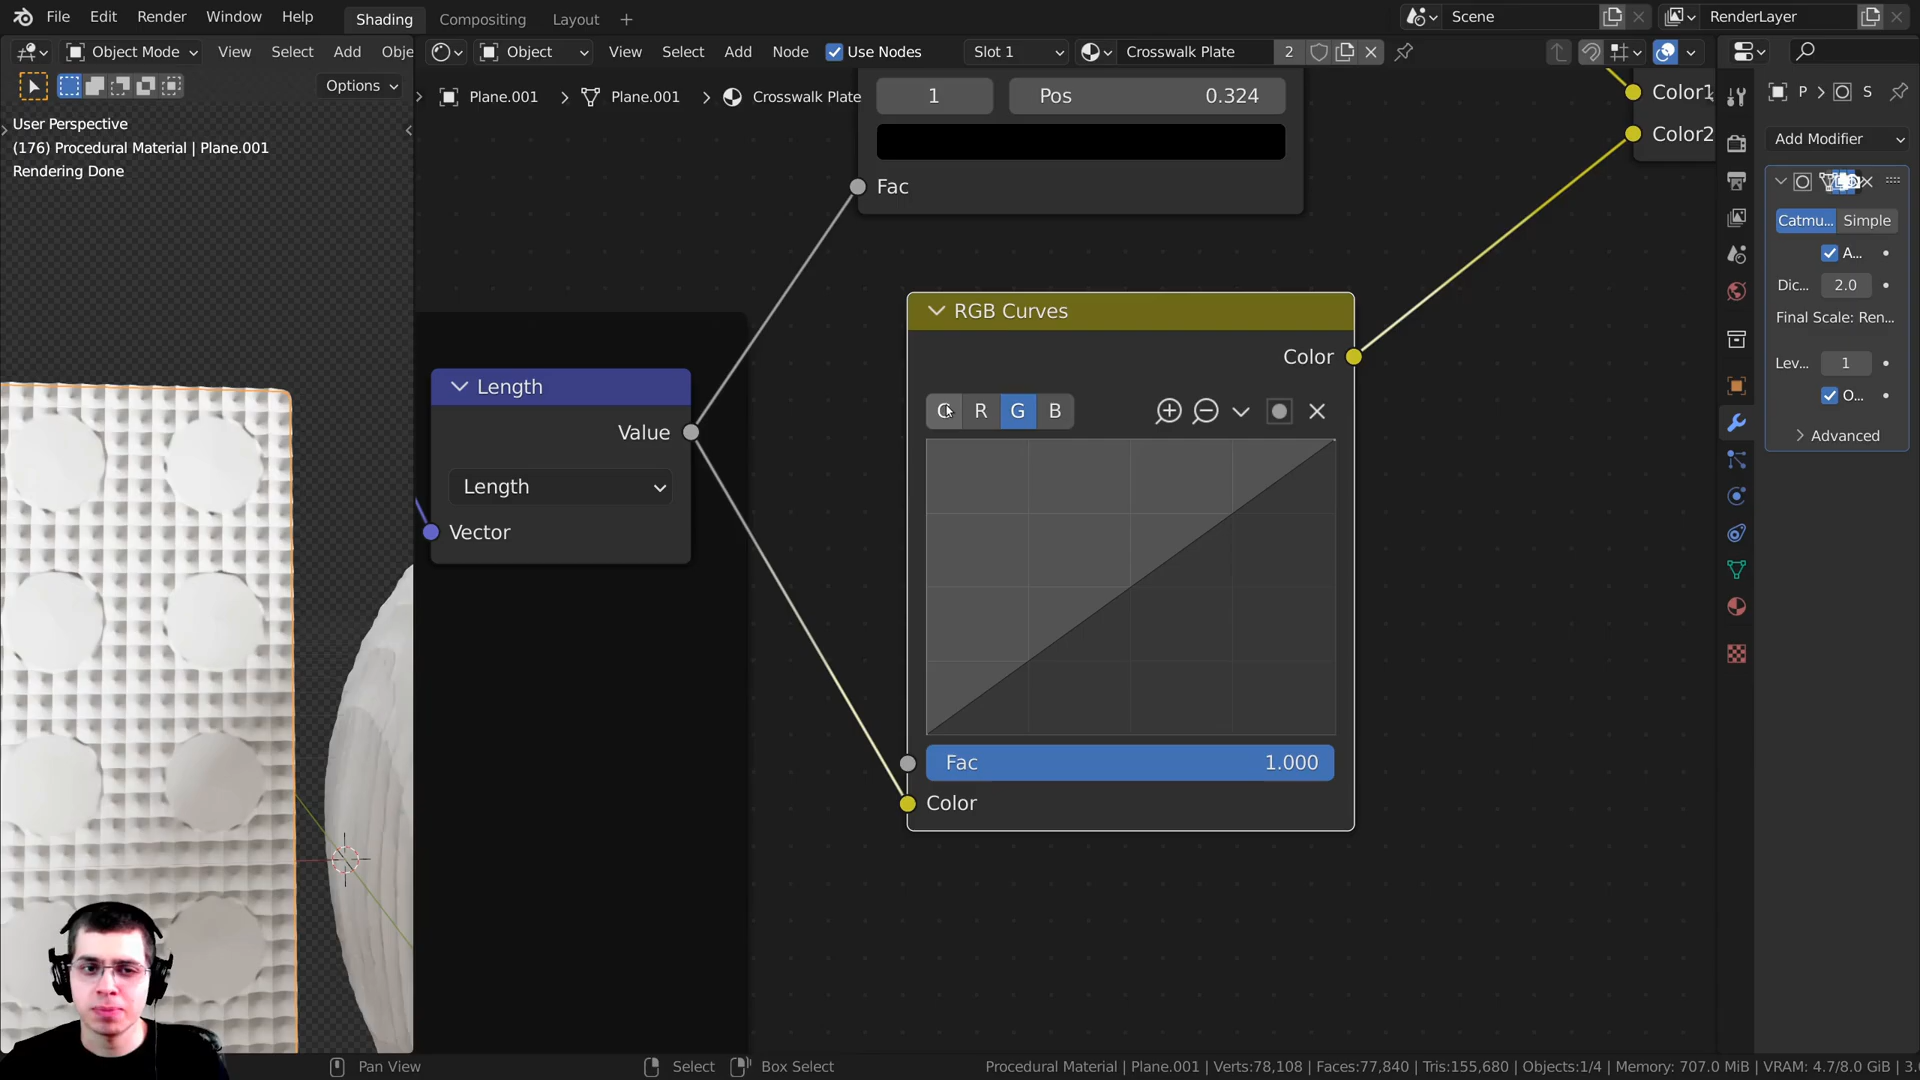 File Edit Render Window Help Shading Compositing Layout + Scene RenderLayer
Object Mode View Select Add Obje Object View Select Add Node Use Nodes Slot 1 Crosswalk Plate 2
Options > Plane.001 > Plane.001 > Crosswalk Plate P > S
User Perspective
(176) Procedural Material | Plane.001
Rendering Done
1 Pos 0.324
Fac
Color1
Color2
Length
Value
Length
Vector
RGB Curves
Color
C R G B
Fac 1.000
Color
Add Modifier
Catmu... Simple
A...
Dic... 2.0
Final Scale: Ren...
Lev... 1
O...
> Advanced
Pan View Select Box Select Procedural Material | Plane.001 | Verts:78,108 | Faces:77,840 | Tris:155,680 | Objects:1/4 | Memory: 707.0 MiB | VRAM: 4.7/8.0 GiB | 3.